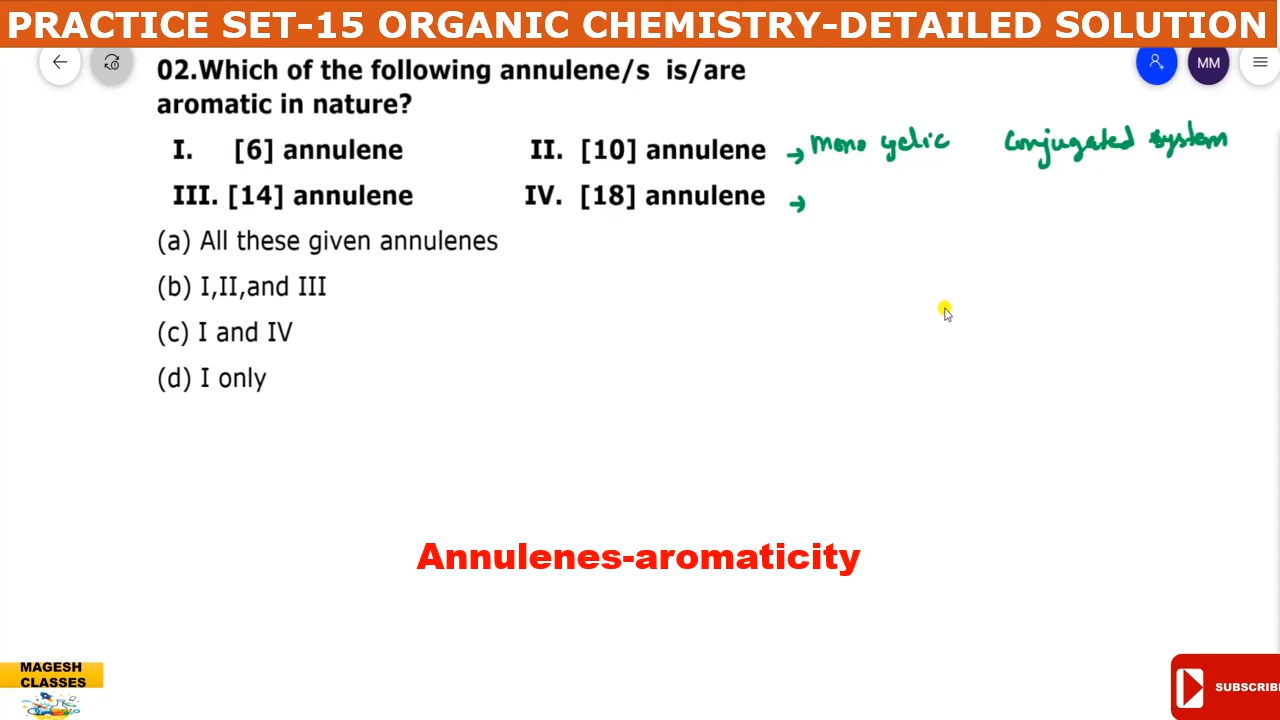 PRACTICE SET-15 ORGANIC CHEMISTRY-DETAILED SOLUTION
MM
02.Which of the following annulene/s is/are
aromatic in nature?
I. [6] annulene II. [10] annulene → mono cyclic conjugated system
III. [14] annulene IV. [18] annulene →
(a) All these given annulenes
(b) I,II,and III
(c) I and IV
(d) I only
Annulenes-aromaticity
MAGESH
CLASSES
SUBSCRIBE